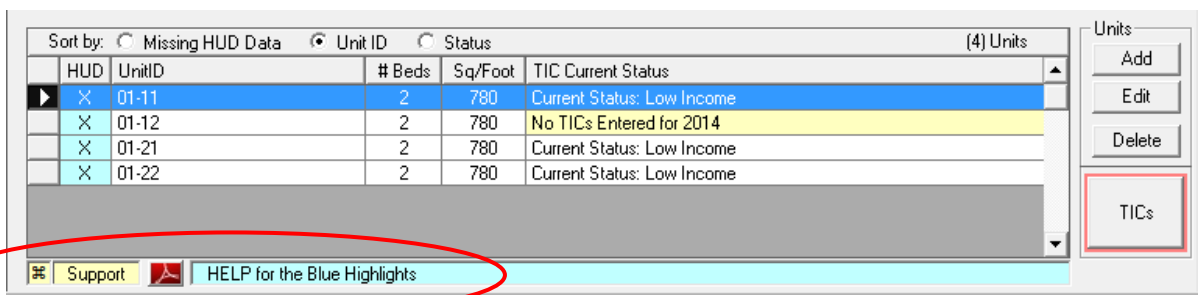 Sort by: Missing HUD Data Unit ID Status (4) Units
HUD UnitID # Beds Sq/Foot TIC Current Status
X 01-11 2 780 Current Status: Low Income
X 01-12 2 780 No TICs Entered for 2014
X 01-21 2 780 Current Status: Low Income
X 01-22 2 780 Current Status: Low Income
⌘ Support HELP for the Blue Highlights
Units
Add
Edit
Delete
TICs